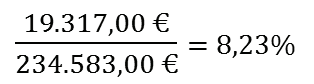 19.317,00 €
234.583,00 € = 8,23%